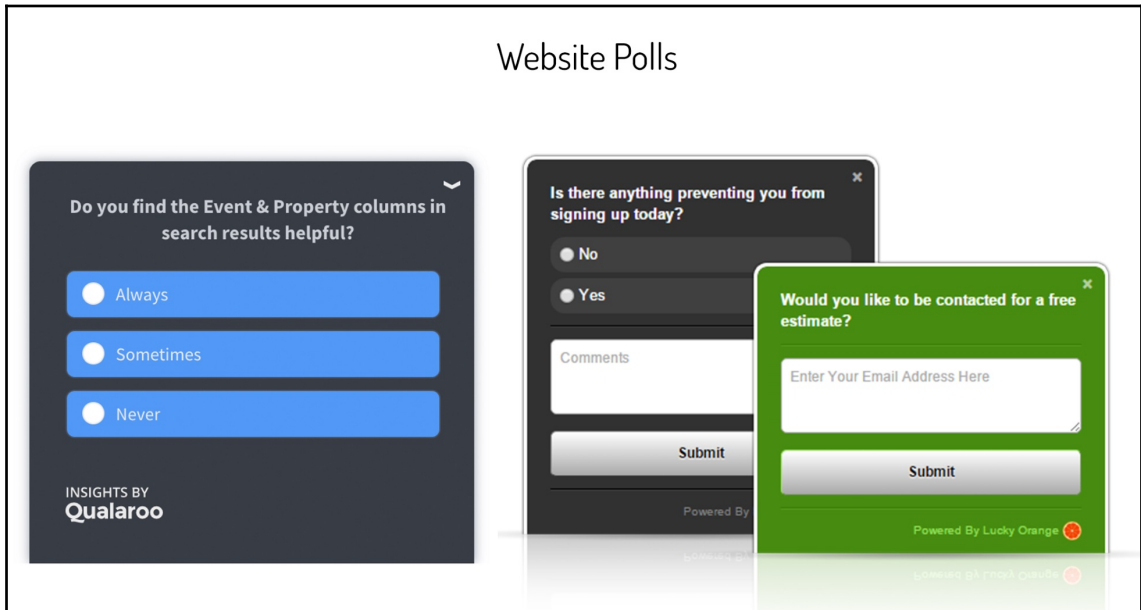 Website Polls
Do you find the Event & Property columns in
search results helpful?
Always
Sometimes
Never
INSIGHTS BY
Qualaroo
Is there anything preventing you from
signing up today?
No
Yes
Comments
Submit
Powered By
Would you like to be contacted for a free
estimate?
Enter Your Email Address Here
Submit
Powered By Lucky Orange